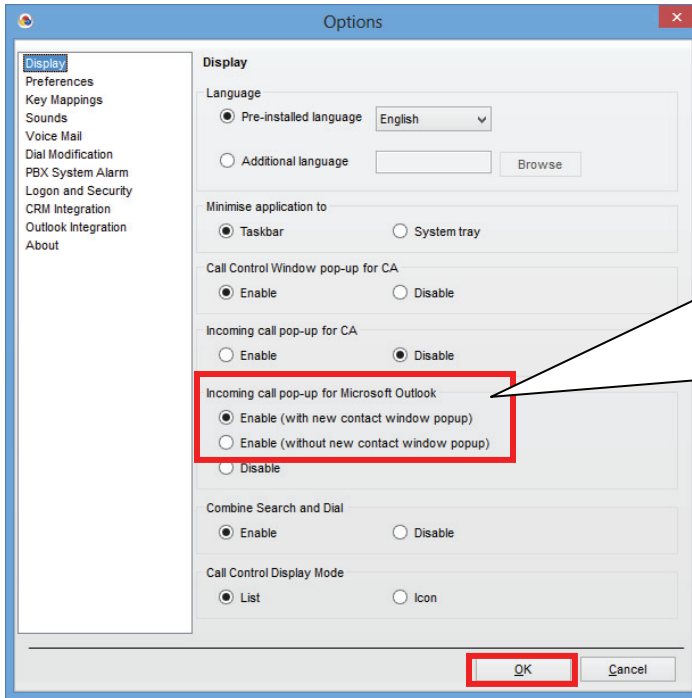 Options
Display
Preferences
Key Mappings
Sounds
Voice Mail
Dial Modification
PBX System Alarm
Logon and Security
CRM Integration
Outlook Integration
About
Display
Language
Pre-installed language English
Additional language Browse
Minimise application to
Taskbar System tray
Call Control Window pop-up for CA
Enable Disable
Incoming call pop-up for CA
Enable Disable
Incoming call pop-up for Microsoft Outlook
Enable (with new contact window popup)
Enable (without new contact window popup)
Disable
Combine Search and Dial
Enable Disable
Call Control Display Mode
List Icon
OK Cancel